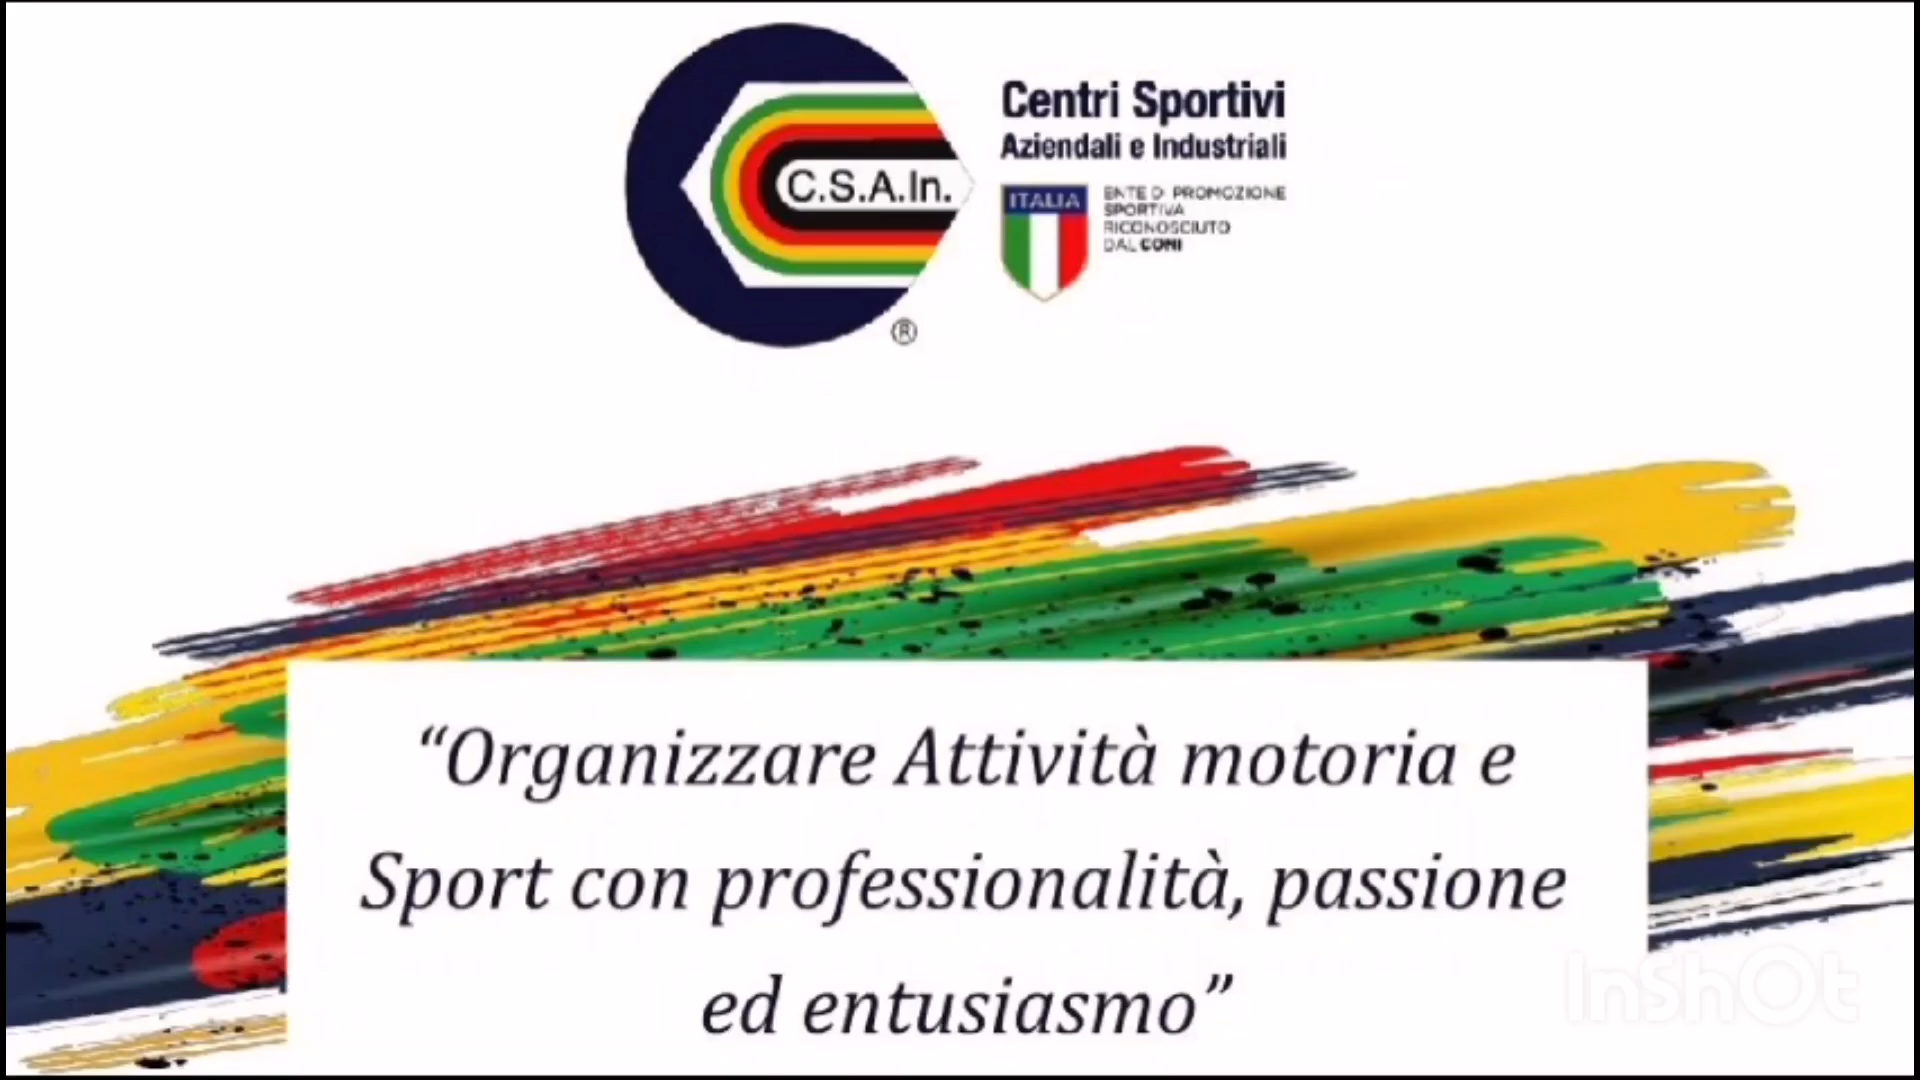 C.S.A.In.
®
Centri Sportivi
Aziendali e Industriali
ITALIA
ENTE DI PROMOZIONE
SPORTIVA
RICONOSCIUTO
DAL CONI
“Organizzare Attività motoria e
Sport con professionalità, passione
ed entusiasmo”
InShOt